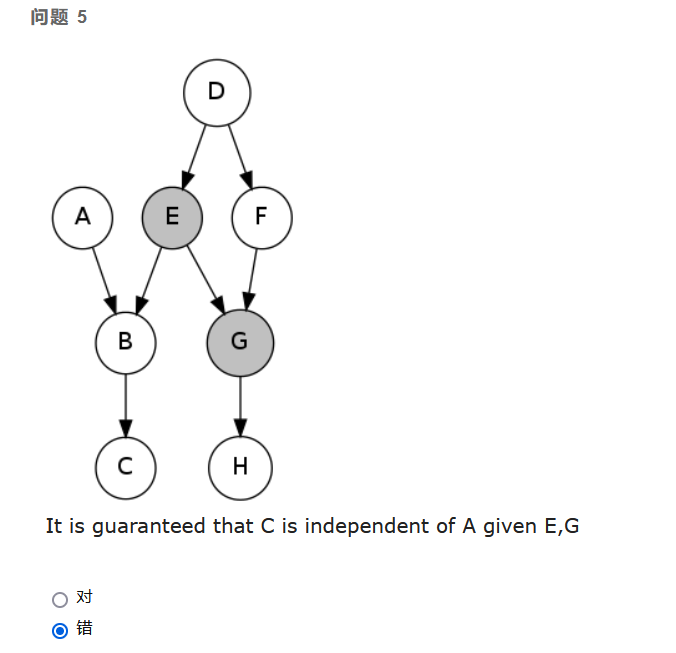 问题 5
D
A E F
B G
C H
It is guaranteed that C is independent of A given E,G
对
错